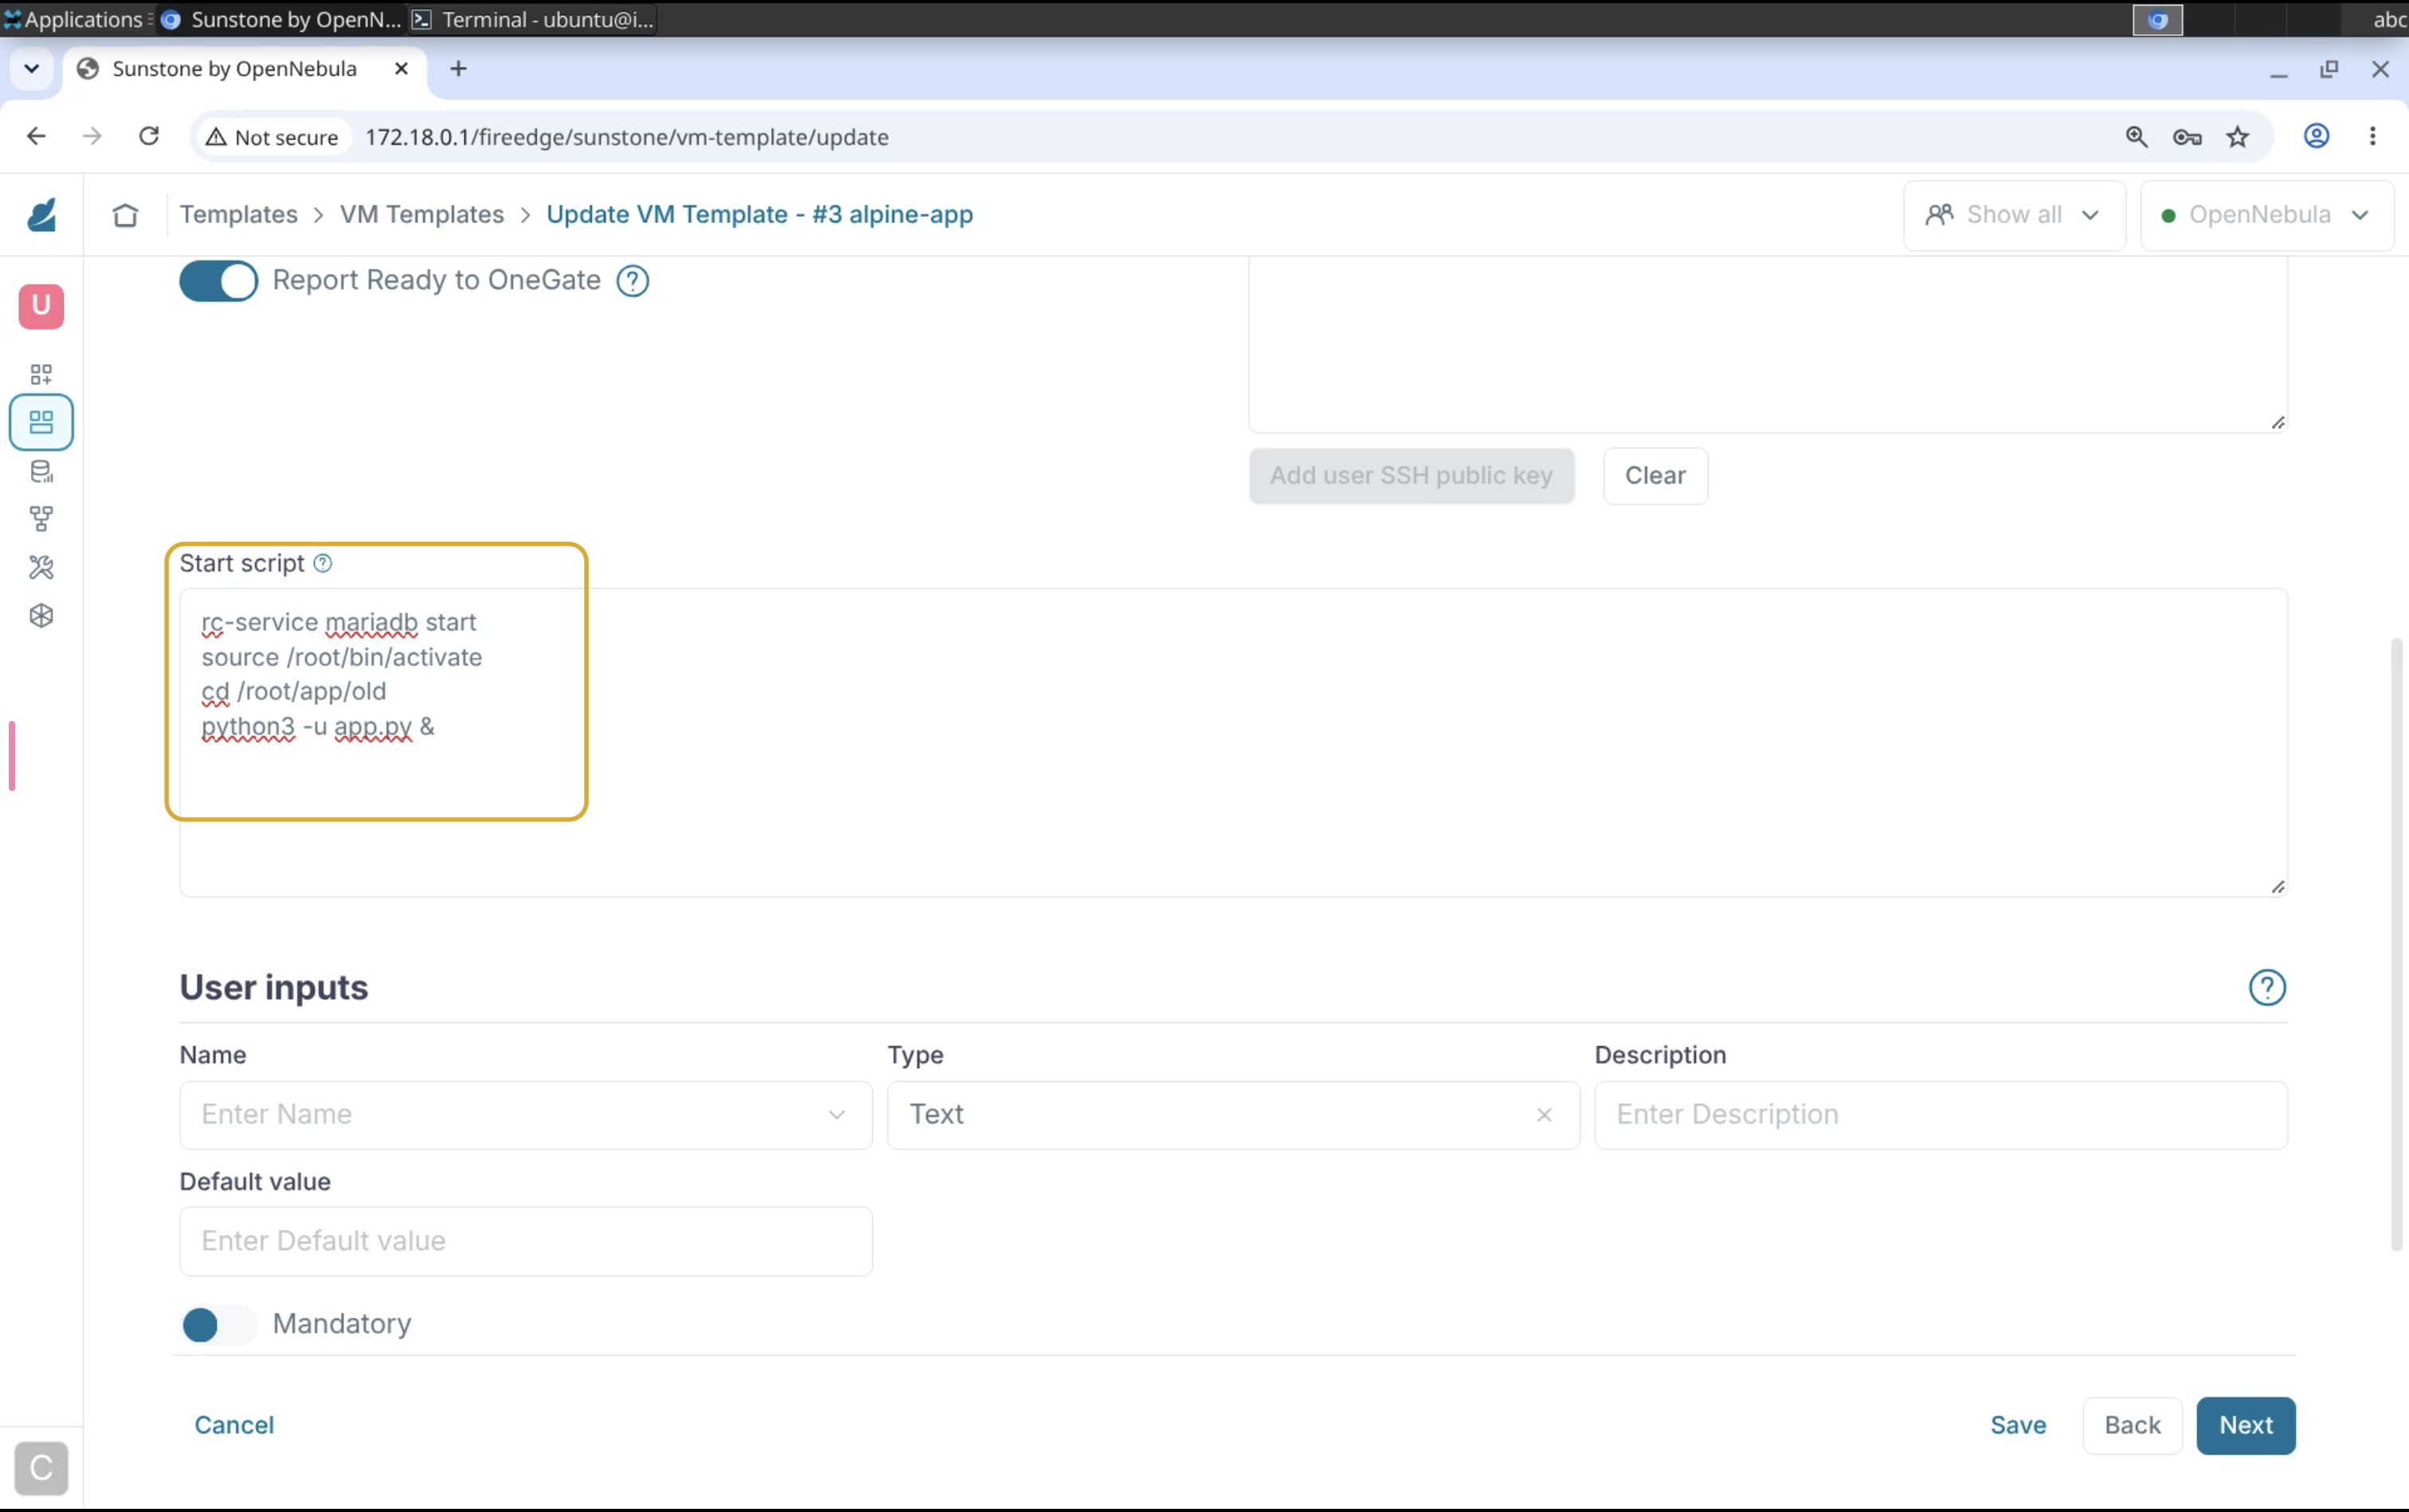 Applications
Sunstone by OpenN...
Terminal - ubuntu@i...
abc
Sunstone by OpenNebula
Not secure
172.18.0.1/fireedge/sunstone/vm-template/update
Templates > VM Templates > Update VM Template - #3 alpine-app
Show all
OpenNebula
U
Report Ready to OneGate
Add user SSH public key
Clear
Start script
rc-service mariadb start
source /root/bin/activate
cd /root/app/old
python3 -u app.py &
User inputs
Name
Type
Description
Enter Name
Text
Enter Description
Default value
Enter Default value
Mandatory
Cancel
Save
Back
Next
C